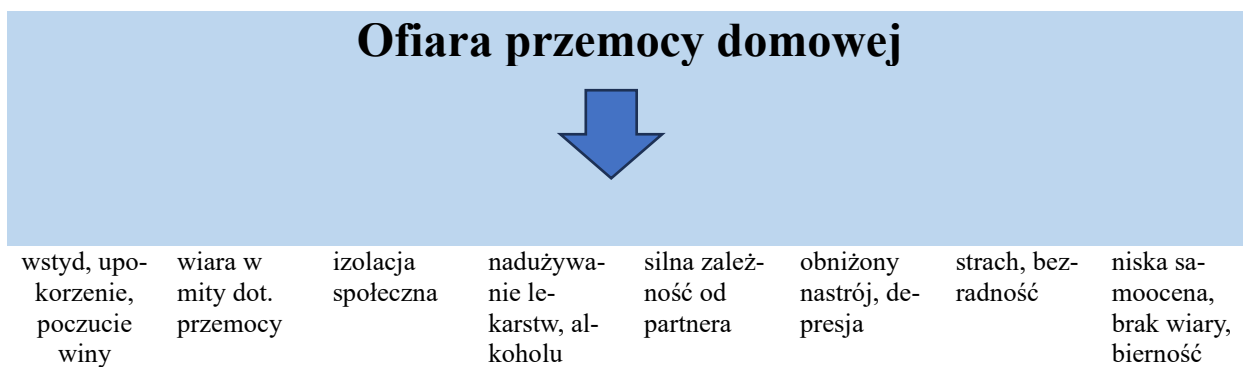 Ofiara przemocy domowej
wstyd, upo-
korzenie,
poczucie
winy
wiara w
mity dot.
przemocy
izolacja
społeczna
nadużywa-
nie le-
karstw, al-
koholu
silna zależ-
ność od
partnera
obniżony
nastrój, de-
presja
strach, bez-
radność
niska sa-
moocena,
brak wiary,
bierność